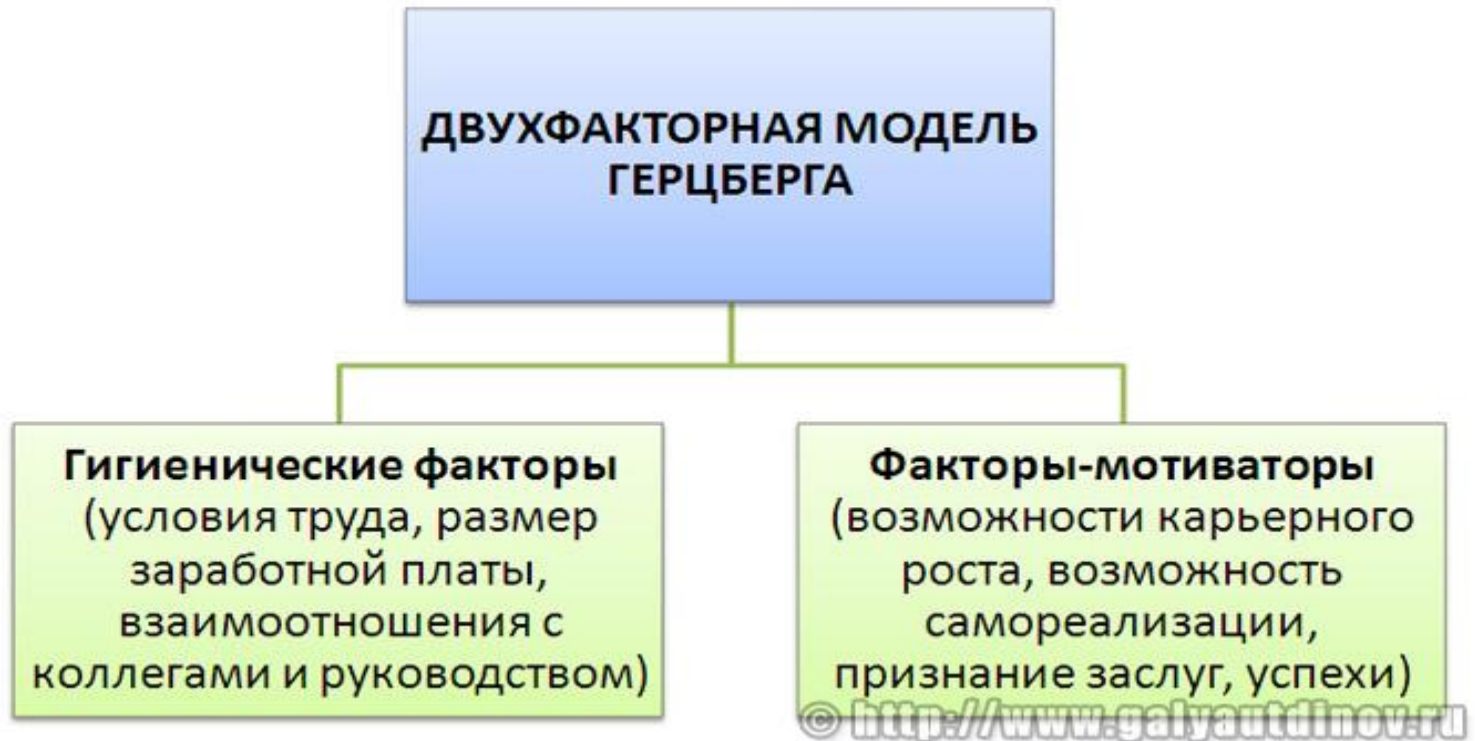 ДВУХФАКТОРНАЯ МОДЕЛЬ
ГЕРЦБЕРГА
Гигиенические факторы
(условия труда, размер
заработной платы,
взаимоотношения с
коллегами и руководством)
Факторы-мотиваторы
(возможности карьерного
роста, возможность
самореализации,
признание заслуг, успехи)
© http://www.galyautdinov.ru